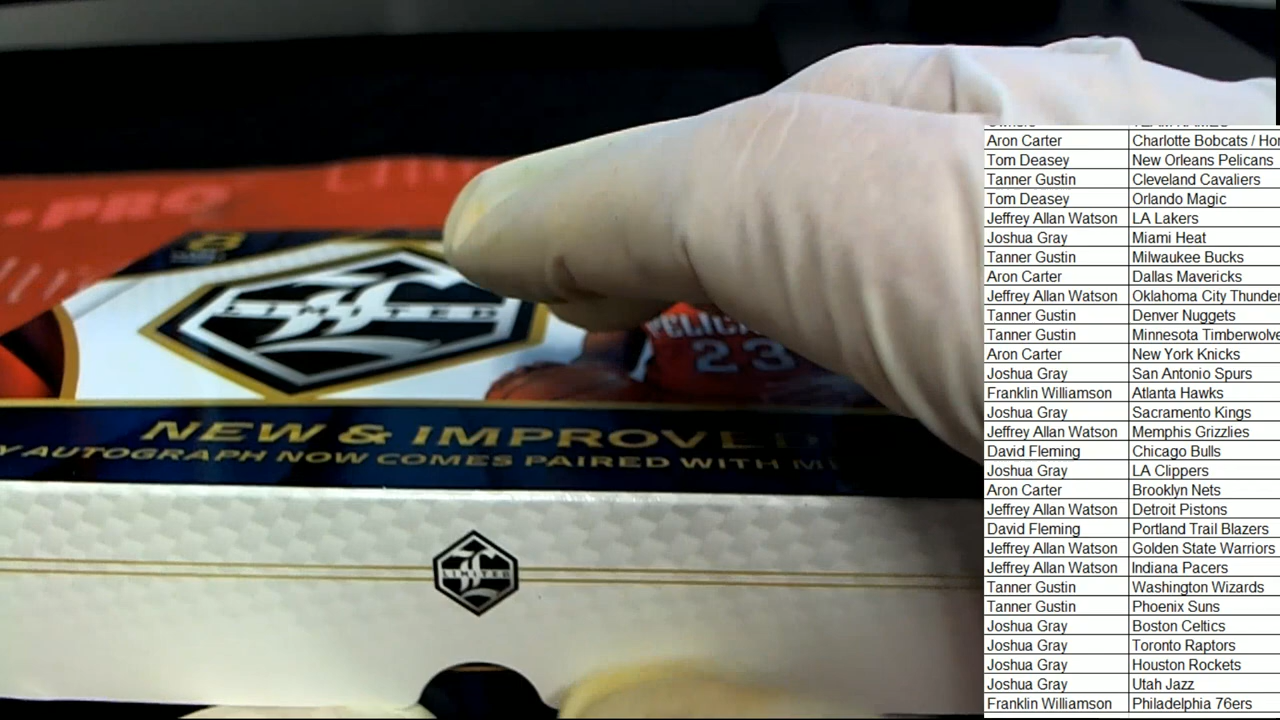 -PRO
LIMITED
PELIC
23
NEW & IMPROVED
Y AUTOGRAPH NOW COMES PAIRED WITH M
LIMITED
Aron Carter Charlotte Bobcats / Hor
Tom Deasey New Orleans Pelicans
Tanner Gustin Cleveland Cavaliers
Tom Deasey Orlando Magic
Jeffrey Allan Watson LA Lakers
Joshua Gray Miami Heat
Tanner Gustin Milwaukee Bucks
Aron Carter Dallas Mavericks
Jeffrey Allan Watson Oklahoma City Thunder
Tanner Gustin Denver Nuggets
Tanner Gustin Minnesota Timberwolve
Aron Carter New York Knicks
Joshua Gray San Antonio Spurs
Franklin Williamson Atlanta Hawks
Joshua Gray Sacramento Kings
Jeffrey Allan Watson Memphis Grizzlies
David Fleming Chicago Bulls
Joshua Gray LA Clippers
Aron Carter Brooklyn Nets
Jeffrey Allan Watson Detroit Pistons
David Fleming Portland Trail Blazers
Jeffrey Allan Watson Golden State Warriors
Jeffrey Allan Watson Indiana Pacers
Tanner Gustin Washington Wizards
Tanner Gustin Phoenix Suns
Joshua Gray Boston Celtics
Joshua Gray Toronto Raptors
Joshua Gray Houston Rockets
Joshua Gray Utah Jazz
Franklin Williamson Philadelphia 76ers